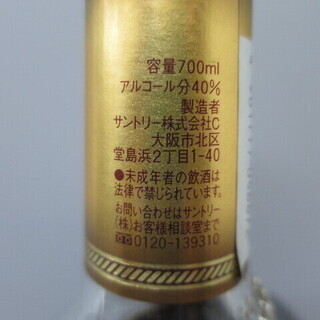 容量700ml
アルコール分40%
製造者
サントリー株式会社C
大阪市北区
堂島浜2丁目1-40
●未成年者の飲酒は
法律で禁じられています。
お問い合わせはサントリー
(株)お客様相談室まで
0120-139310